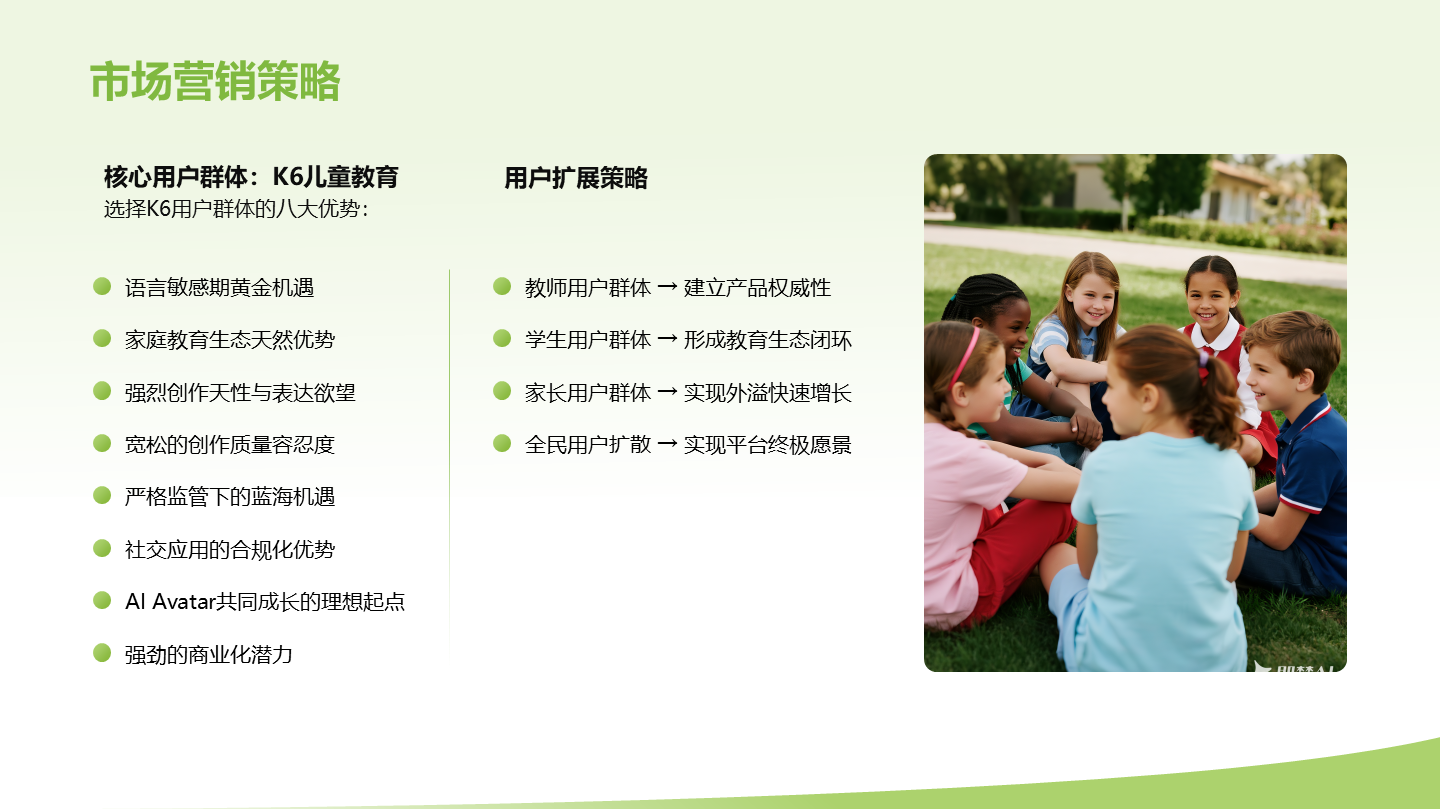 市场营销策略
核心用户群体：K6儿童教育
选择K6用户群体的八大优势：
语言敏感期黄金机遇
家庭教育生态天然优势
强烈创作天性与表达欲望
宽松的创作质量容忍度
严格监管下的蓝海机遇
社交应用的合规化优势
AI Avatar共同成长的理想起点
强劲的商业化潜力
用户扩展策略
教师用户群体 → 建立产品权威性
学生用户群体 → 形成教育生态闭环
家长用户群体 → 实现外溢快速增长
全民用户扩散 → 实现平台终极愿景